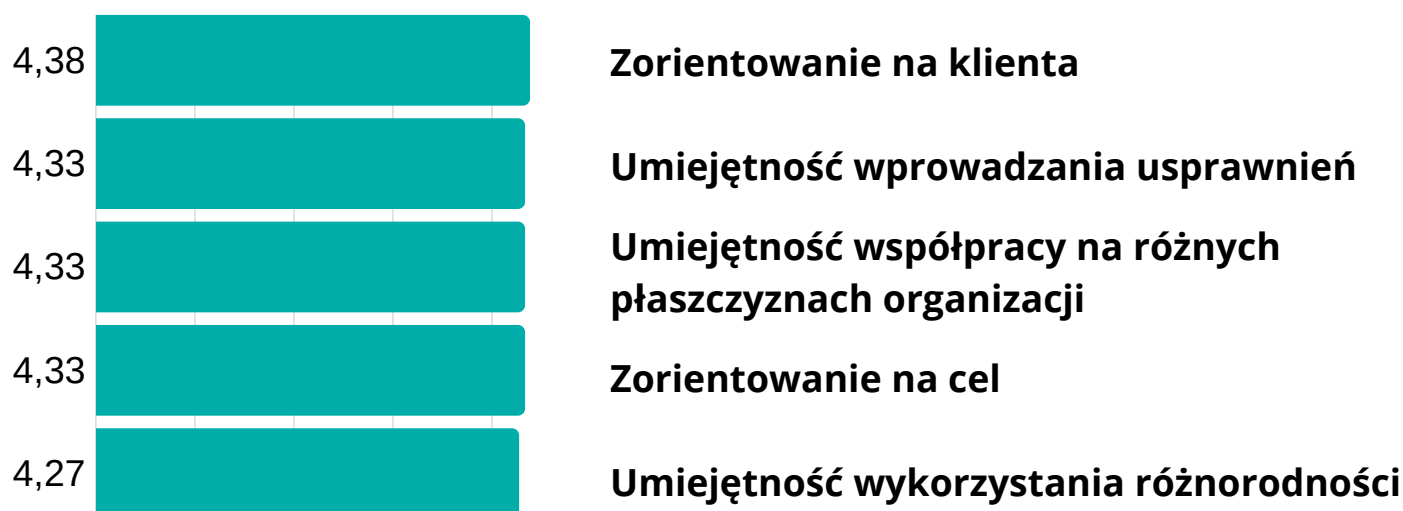 4,38 Zorientowanie na klienta
4,33 Umiejętność wprowadzania usprawnień
4,33 Umiejętność współpracy na różnych
płaszczyznach organizacji
4,33 Zorientowanie na cel
4,27 Umiejętność wykorzystania różnorodności